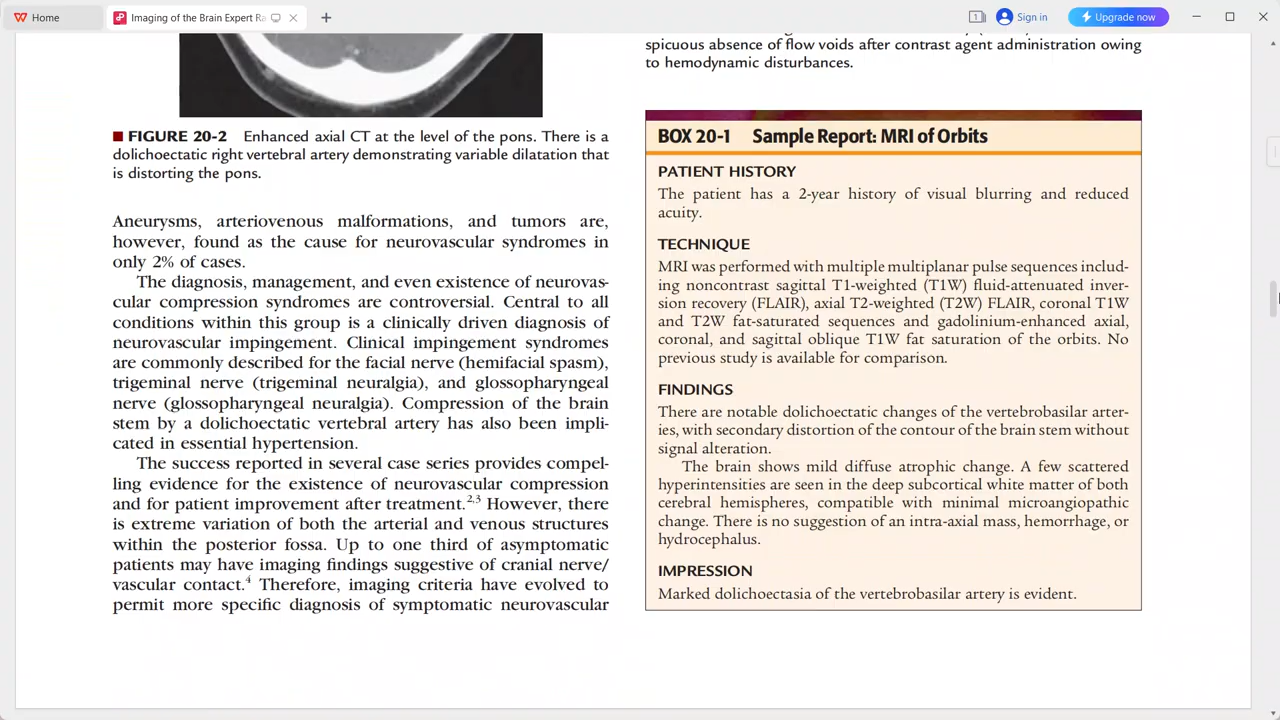 Home
Imaging of the Brain Expert Ra
1
Sign in
Upgrade now
FIGURE 20-2 Enhanced axial CT at the level of the pons. There is a
dolichoectatic right vertebral artery demonstrating variable dilatation that
is distorting the pons.
Aneurysms, arteriovenous malformations, and tumors are,
however, found as the cause for neurovascular syndromes in
only 2% of cases.
The diagnosis, management, and even existence of neurovas-
cular compression syndromes are controversial. Central to all
conditions within this group is a clinically driven diagnosis of
neurovascular impingement. Clinical impingement syndromes
are commonly described for the facial nerve (hemifacial spasm),
trigeminal nerve (trigeminal neuralgia), and glossopharyngeal
nerve (glossopharyngeal neuralgia). Compression of the brain
stem by a dolichoectatic vertebral artery has also been impli-
cated in essential hypertension.
The success reported in several case series provides compel-
ling evidence for the existence of neurovascular compression
and for patient improvement after treatment.2,3 However, there
is extreme variation of both the arterial and venous structures
within the posterior fossa. Up to one third of asymptomatic
patients may have imaging findings suggestive of cranial nerve/
vascular contact.4 Therefore, imaging criteria have evolved to
permit more specific diagnosis of symptomatic neurovascular
spicuous absence of flow voids after contrast agent administration owing
to hemodynamic disturbances.
BOX 20-1 Sample Report: MRI of Orbits
PATIENT HISTORY
The patient has a 2-year history of visual blurring and reduced
acuity.
TECHNIQUE
MRI was performed with multiple multiplanar pulse sequences includ-
ing noncontrast sagittal T1-weighted (T1W) fluid-attenuated inver-
sion recovery (FLAIR), axial T2-weighted (T2W) FLAIR, coronal T1W
and T2W fat-saturated sequences and gadolinium-enhanced axial,
coronal, and sagittal oblique T1W fat saturation of the orbits. No
previous study is available for comparison.
FINDINGS
There are notable dolichoectatic changes of the vertebrobasilar arter-
ies, with secondary distortion of the contour of the brain stem without
signal alteration.
The brain shows mild diffuse atrophic change. A few scattered
hyperintensities are seen in the deep subcortical white matter of both
cerebral hemispheres, compatible with minimal microangiopathic
change. There is no suggestion of an intra-axial mass, hemorrhage, or
hydrocephalus.
IMPRESSION
Marked dolichoectasia of the vertebrobasilar artery is evident.